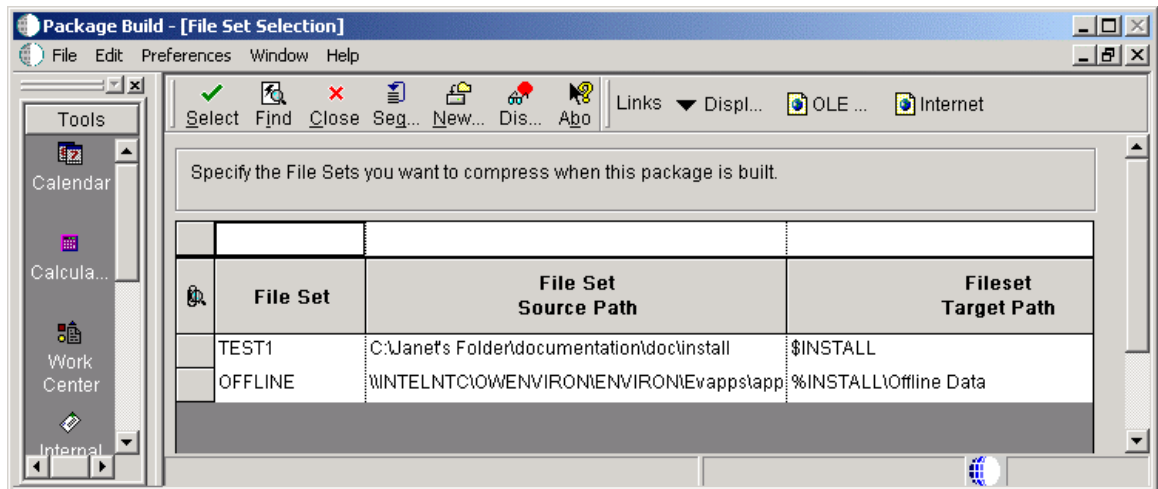 Package Build - [File Set Selection]
File Edit Preferences Window Help
Tools
Select Find Close Seq... New... Dis... Abo
Links Displ... OLE ... Internet
Calendar
Calcula...
Work
Center
Internal
Specify the File Sets you want to compress when this package is built.
File Set
File Set
Source Path
Fileset
Target Path
TEST1 C:\Janet's Folder\documentation\doc\install $INSTALL
OFFLINE \\INTELNTC\OWENVIRON\ENVIRON\Evapps\app %INSTALL\Offline Data